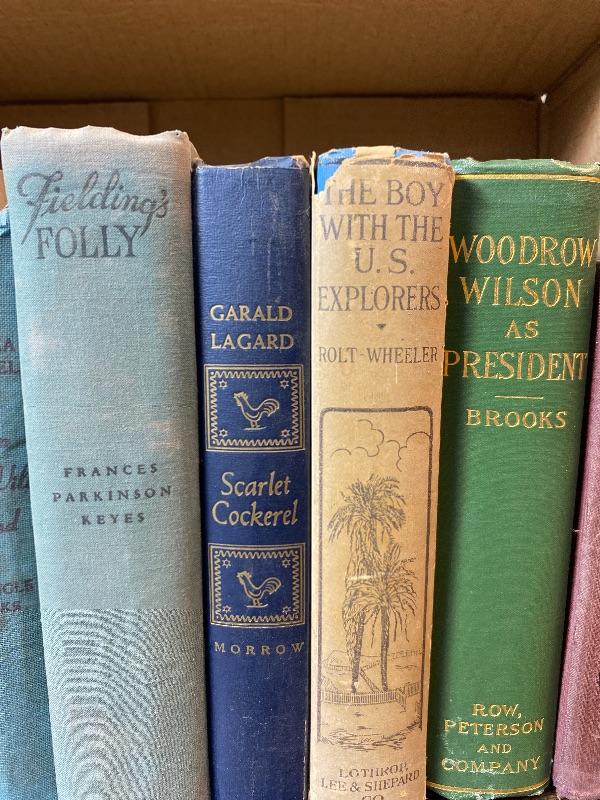 Fielding's
FOLLY
FRANCES
PARKINSON
KEYES
GARALD
LAGARD
Scarlet
Cockerel
MORROW
THE BOY
WITH THE
U.S.
EXPLORERS
ROLT-WHEELER
LOTHROP,
LEE & SHEPARD
CO.
WOODROW
WILSON
AS
PRESIDENT
BROOKS
ROW,
PETERSON
AND
COMPANY